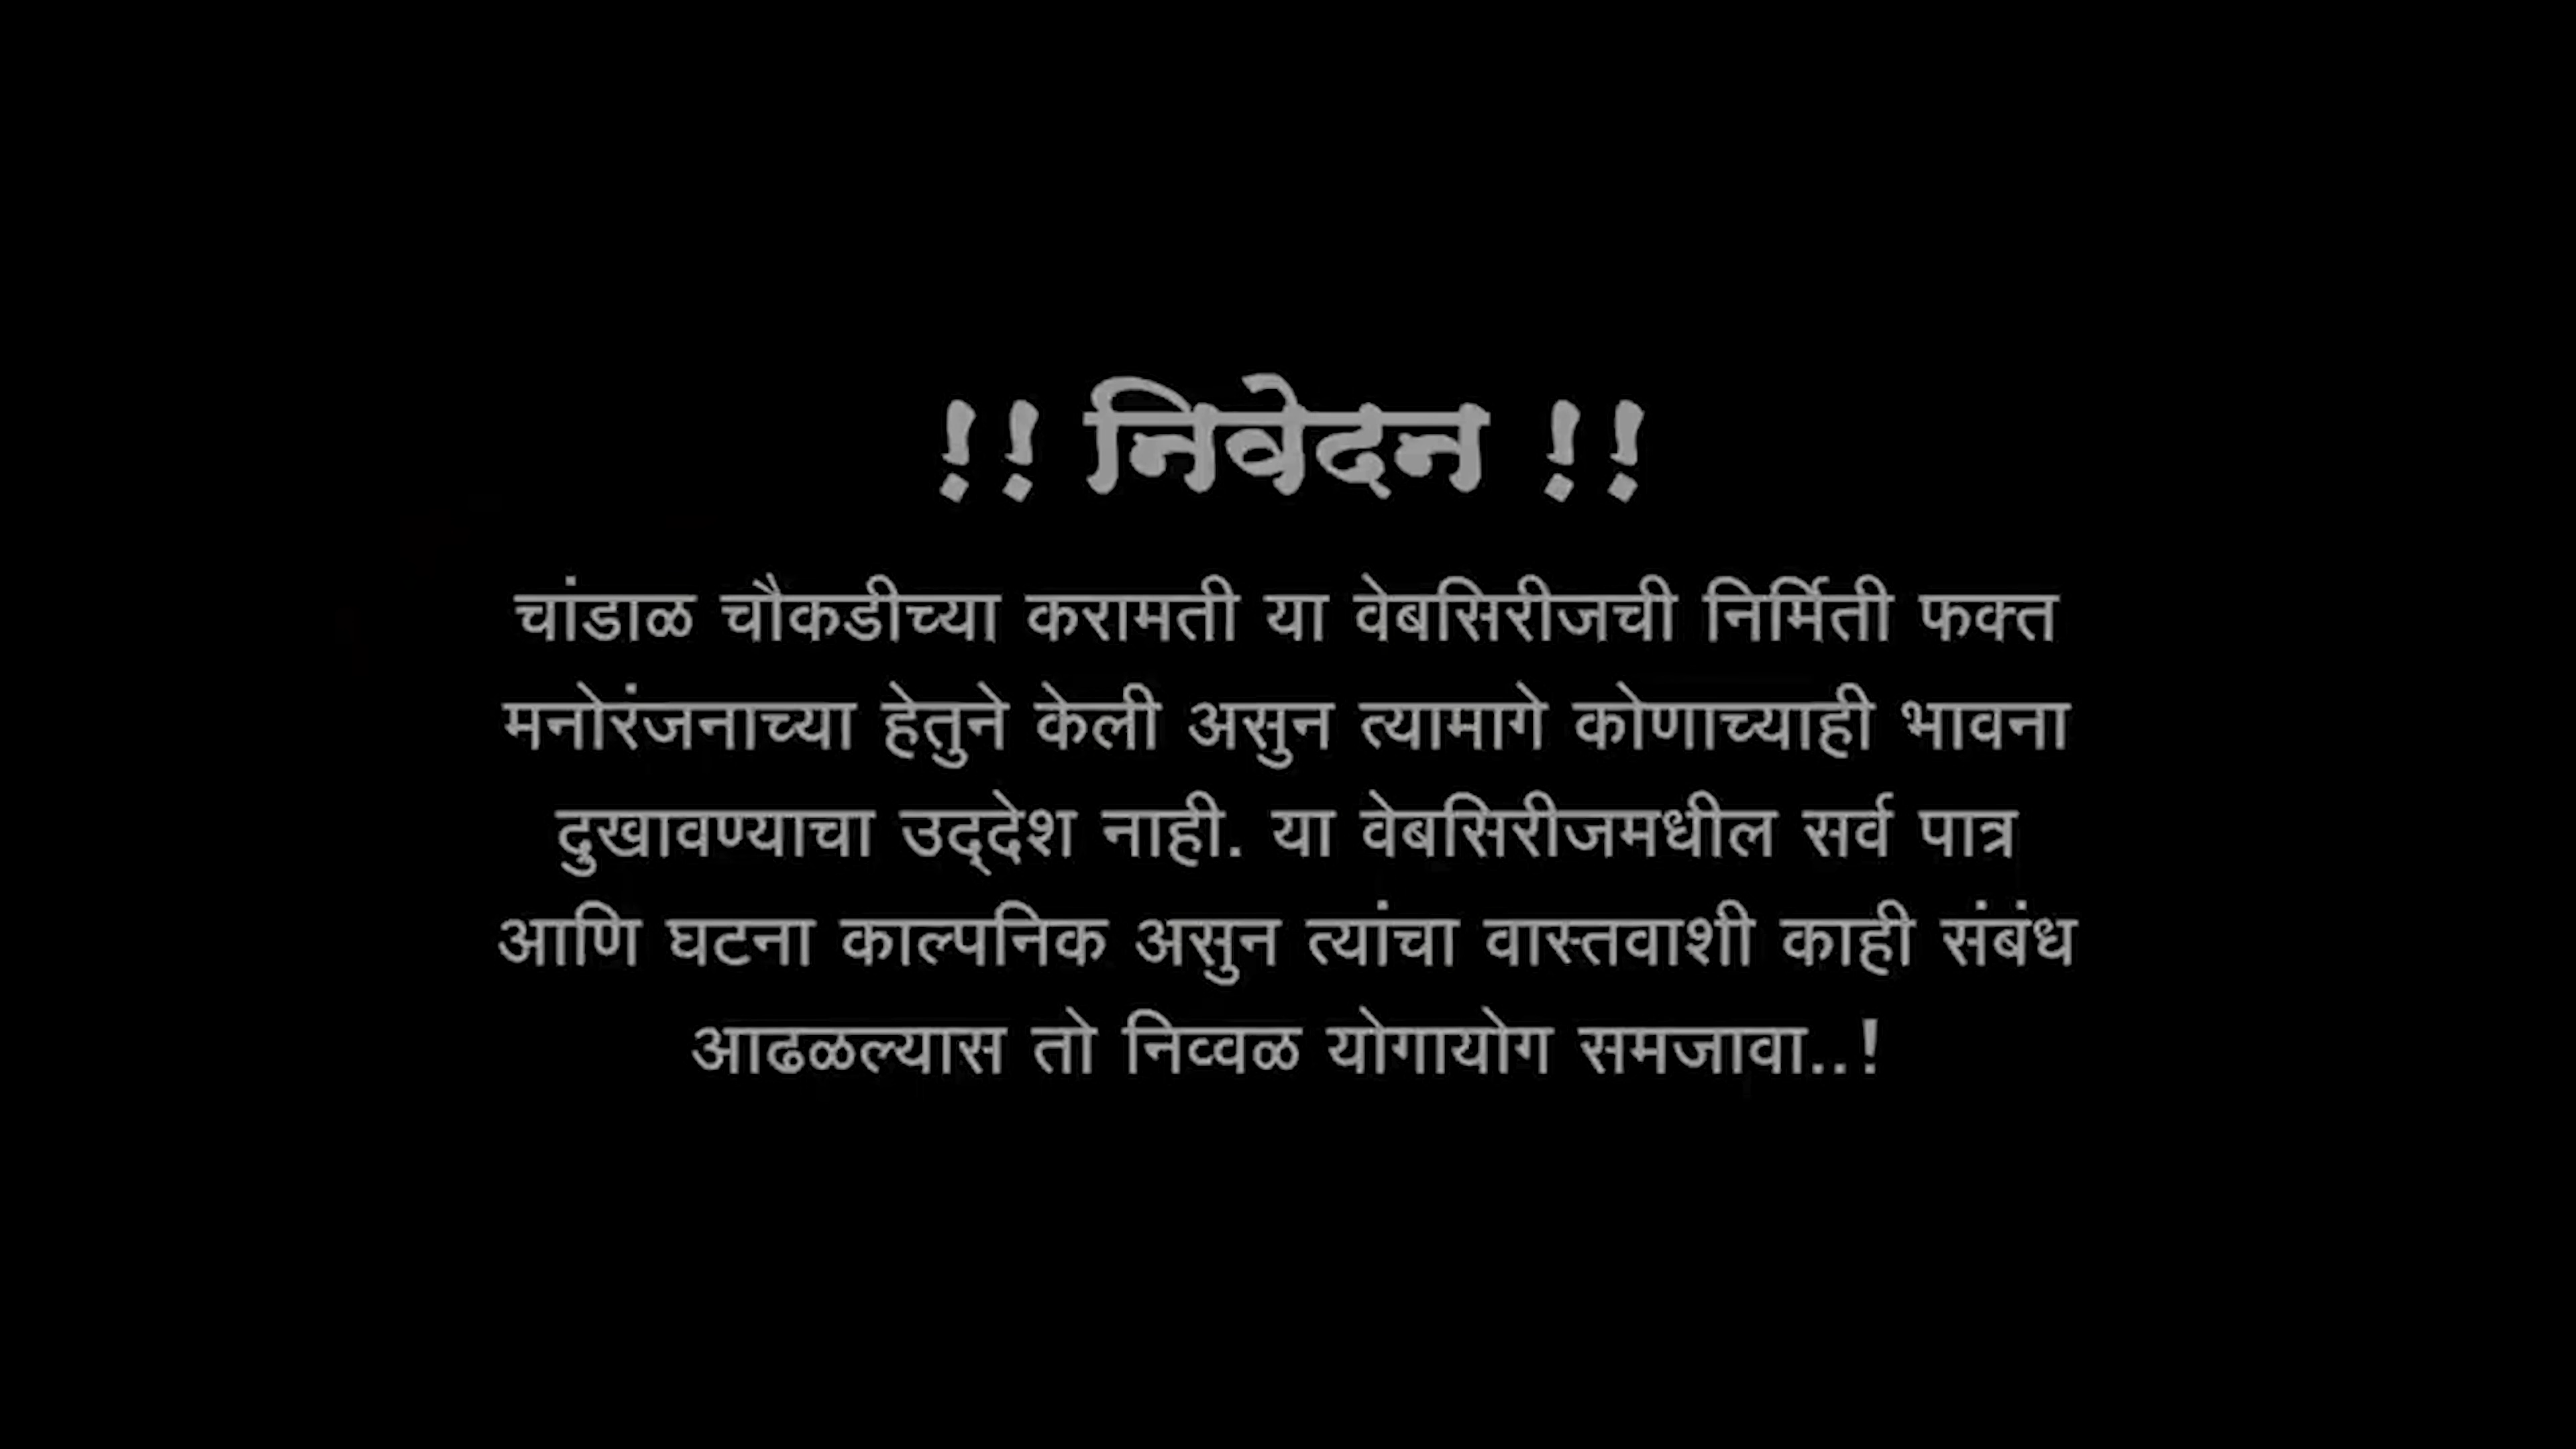 !! निवेदन !!
चांडाळ चौकडीच्या करामती या वेबसिरीजची निर्मिती फक्त
मनोरंजनाच्या हेतुने केली असुन त्यामागे कोणाच्याही भावना
दुखावण्याचा उद्‌देश नाही. या वेबसिरीजमधील सर्व पात्र
आणि घटना काल्पनिक असुन त्यांचा वास्तवाशी काही संबंध
आढळल्यास तो निव्वळ योगायोग समजावा..!